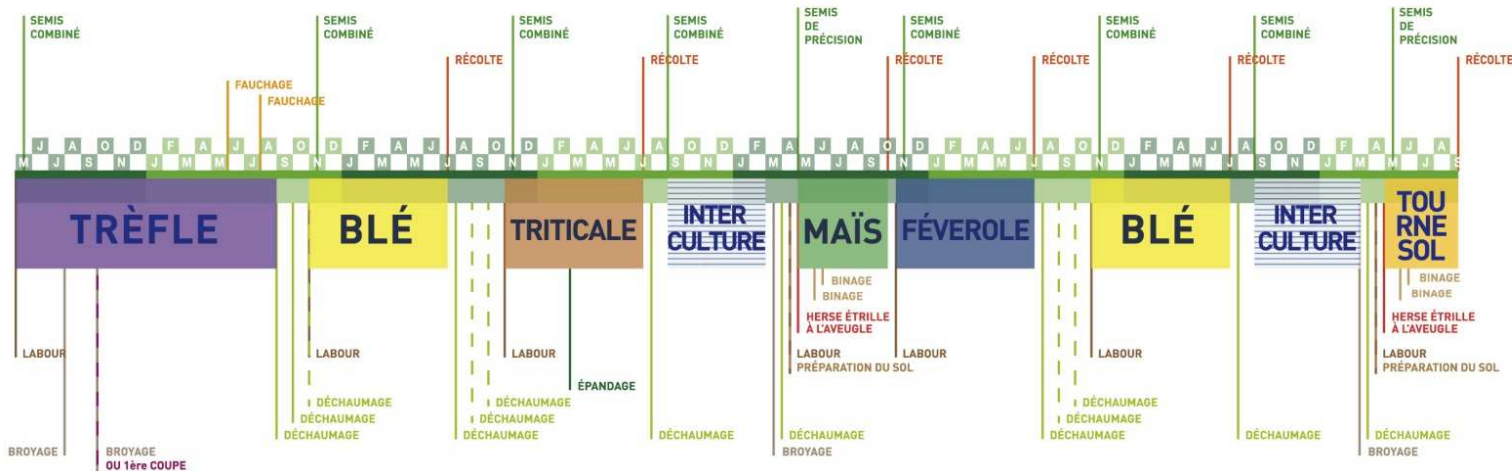 SEMIS
COMBINÉ
SEMIS
COMBINÉ
SEMIS
COMBINÉ
SEMIS
COMBINÉ
SEMIS
DE
PRÉCISION
SEMIS
COMBINÉ
SEMIS
COMBINÉ
SEMIS
COMBINÉ
SEMIS
DE
PRÉCISION
RÉCOLTE
RÉCOLTE
RÉCOLTE
RÉCOLTE
RÉCOLTE
RÉCOLTE
FAUCHAGE
FAUCHAGE
J A O D F A J A O D F A J A O D F A J A O D F A J A O D F A J A O D F A J A O D F A J A
M J S N J M M J S N J M M J S N J M M J S N J M M J S N J M M J S N J M M J S N J M M J S
TRÈFLE
BLÉ
TRITICALE
INTER
CULTURE
MAÏS
FÉVEROLE
BLÉ
INTER
CULTURE
TOU
RNE
SOL
BINAGE
BINAGE
BINAGE
BINAGE
HERSE ÉTRILLE
À L'AVEUGLE
HERSE ÉTRILLE
À L'AVEUGLE
LABOUR
LABOUR
LABOUR
LABOUR
PRÉPARATION DU SOL
LABOUR
LABOUR
LABOUR
PRÉPARATION DU SOL
ÉPANDAGE
DÉCHAUMAGE
DÉCHAUMAGE
DÉCHAUMAGE
DÉCHAUMAGE
DÉCHAUMAGE
DÉCHAUMAGE
DÉCHAUMAGE
DÉCHAUMAGE
DÉCHAUMAGE
DÉCHAUMAGE
DÉCHAUMAGE
DÉCHAUMAGE
DÉCHAUMAGE
BROYAGE
BROYAGE
OU 1ère COUPE
BROYAGE
BROYAGE